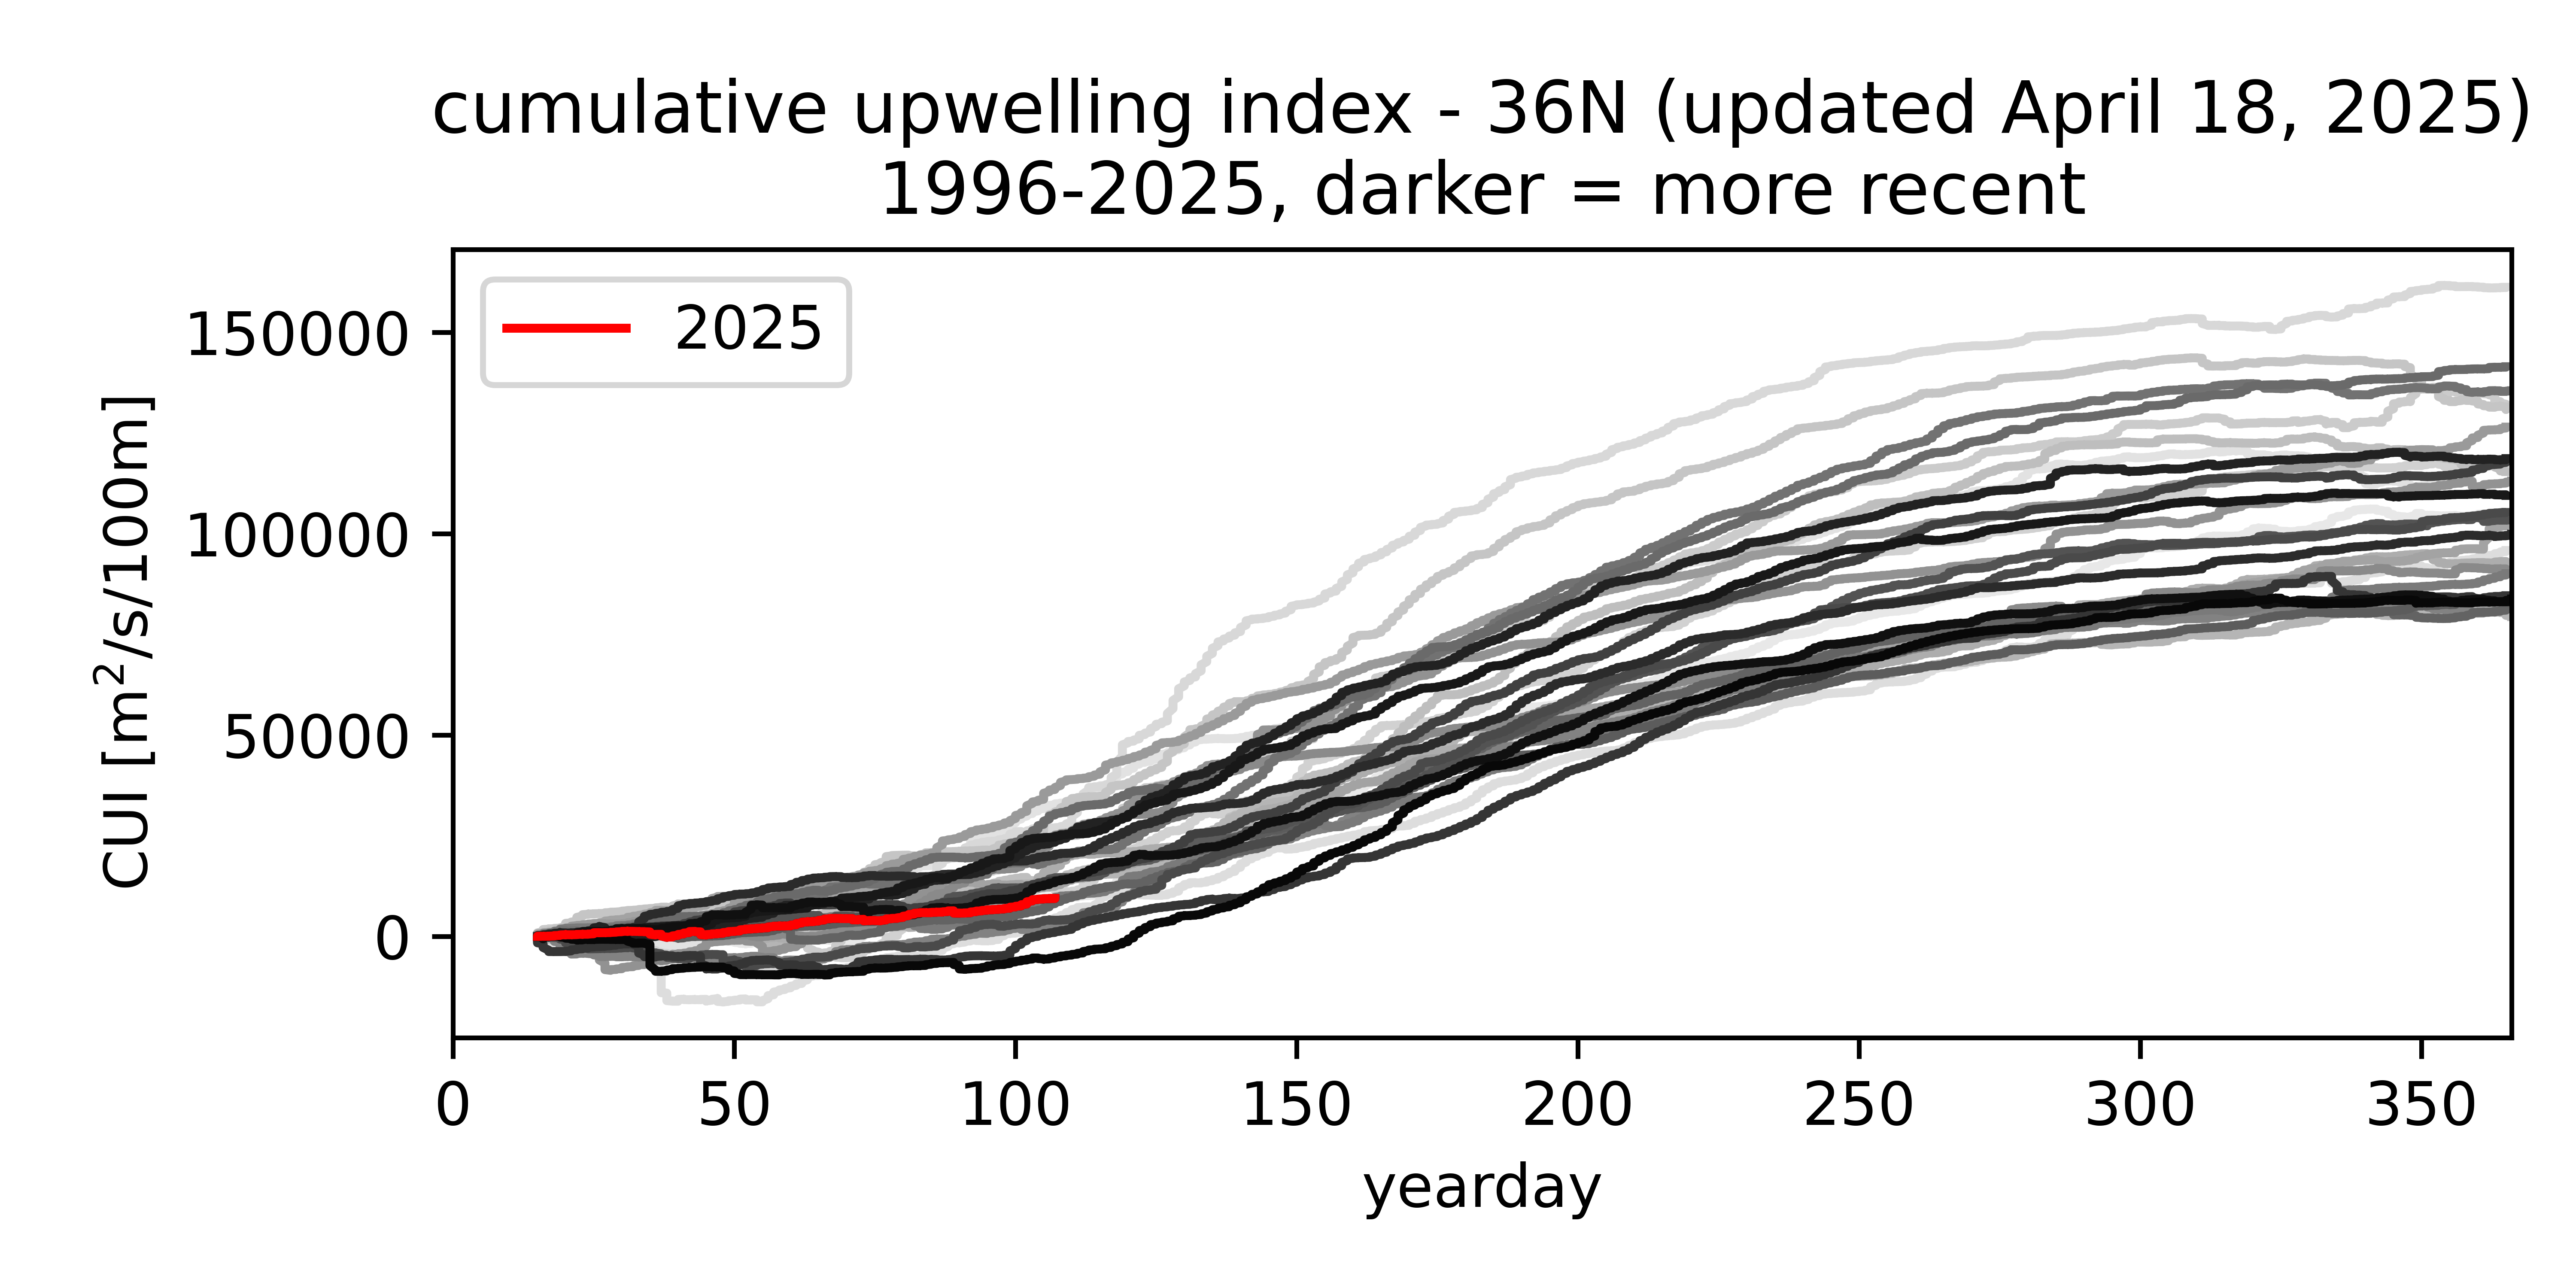 cumulative upwelling index - 36N (updated April 18, 2025)
1996-2025, darker = more recent
2025
150000
100000
50000
0
CUI [m²/s/100m]
0 50 100 150 200 250 300 350
yearday